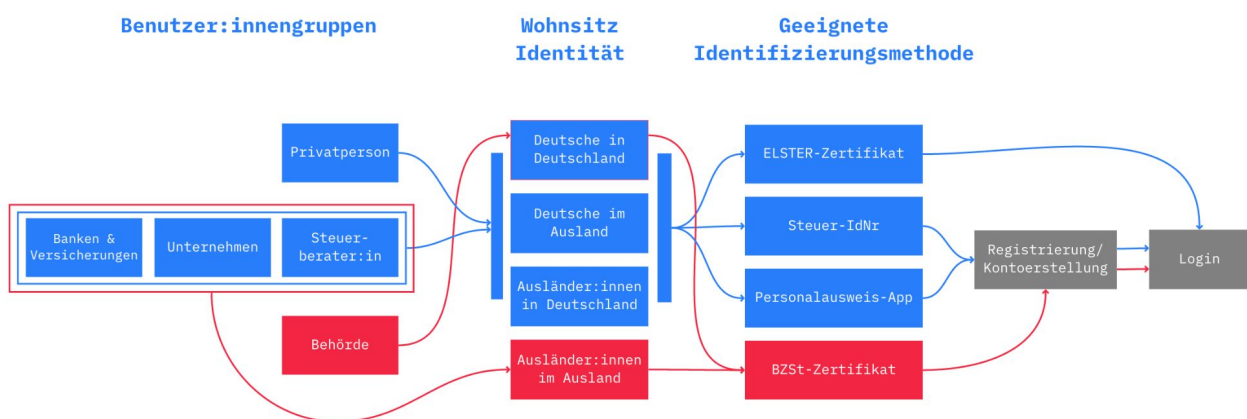 Benutzer:innengruppen
Wohnsitz
Identität
Geeignete
Identifizierungsmethode
Privatperson
Banken &
Versicherungen
Unternehmen
Steuer-
berater:in
Behörde
Deutsche in
Deutschland
Deutsche im
Ausland
Ausländer:innen
in Deutschland
Ausländer:innen
im Ausland
ELSTER-Zertifikat
Steuer-IdNr
Personalausweis-App
BZSt-Zertifikat
Registrierung/
Kontoerstellung
Login